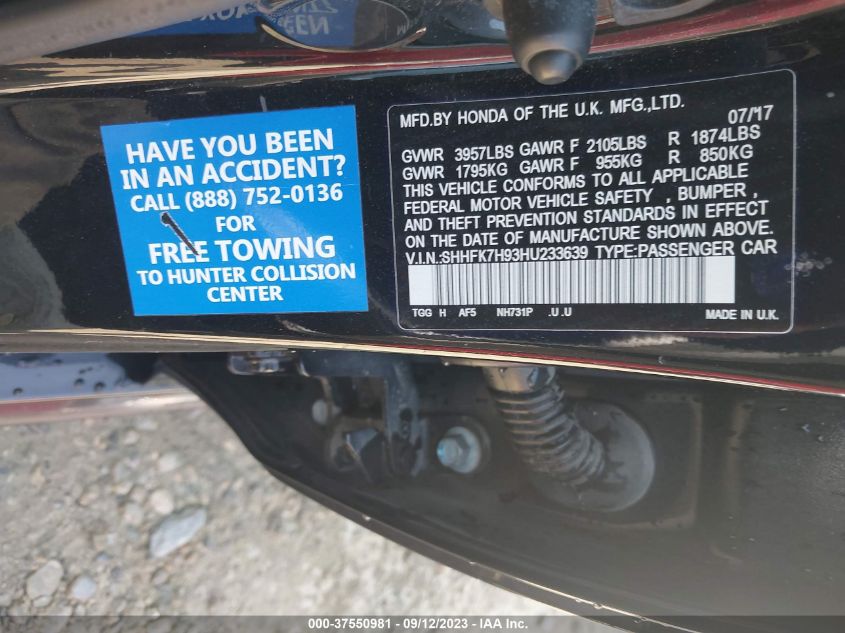 HAVE YOU BEEN
IN AN ACCIDENT?
CALL (888) 752-0136
FOR
FREE TOWING
TO HUNTER COLLISION
CENTER
MFD.BY HONDA OF THE U.K. MFG.,LTD.
07/17
GVWR 3957LBS GAWR F 2105LBS R 1874LBS
GVWR 1795KG GAWR F 955KG R 850KG
THIS VEHICLE CONFORMS TO ALL APPLICABLE
FEDERAL MOTOR VEHICLE SAFETY , BUMPER ,
AND THEFT PREVENTION STANDARDS IN EFFECT
ON THE DATE OF MANUFACTURE SHOWN ABOVE.
V.I.N.:SHHFK7H93HU233639 TYPE:PASSENGER CAR
TGG H AF5 NH731P .U .U MADE IN U.K.
000-37550981 - 09/12/2023 - IAA Inc.